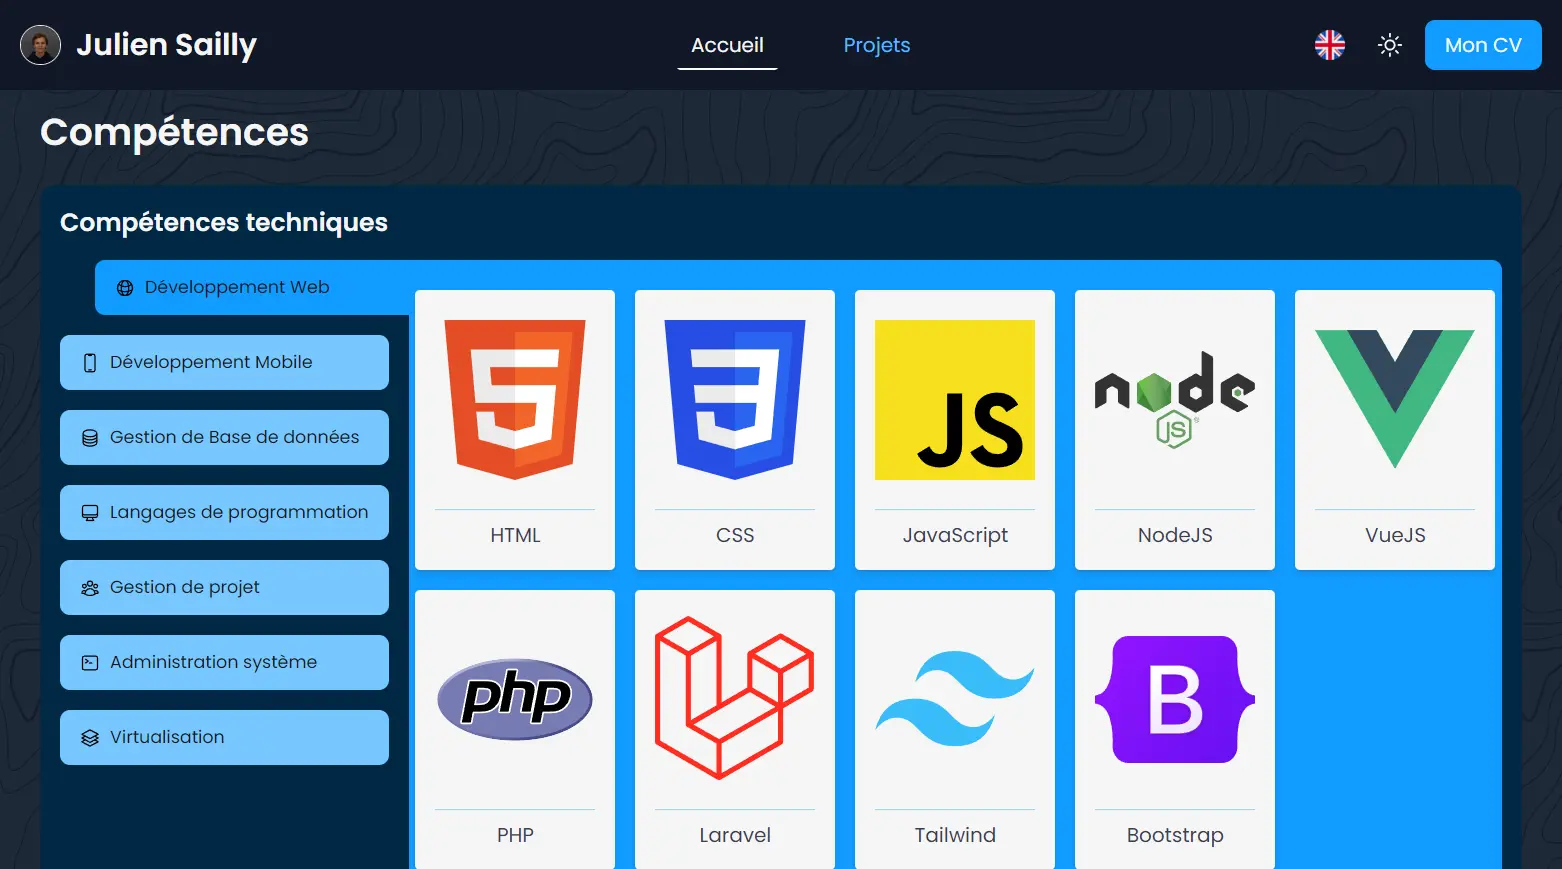 Julien Sailly
Accueil
Projets
Mon CV
Compétences
Compétences techniques
Développement Web
Développement Mobile
Gestion de Base de données
Langages de programmation
Gestion de projet
Administration système
Virtualisation
5
3
JS
node
JS
HTML
CSS
JavaScript
NodeJS
VueJS
php
B
PHP
Laravel
Tailwind
Bootstrap